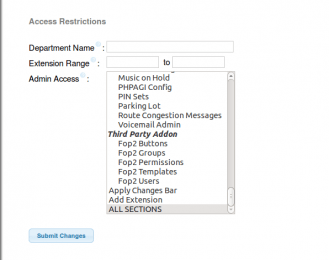 Access Restrictions
Department Name :
Extension Range : to
Admin Access :
Music on Hold
PHPAGI Config
PIN Sets
Parking Lot
Route Congestion Messages
Voicemail Admin
Third Party Addon
Fop2 Buttons
Fop2 Groups
Fop2 Permissions
Fop2 Templates
Fop2 Users
Apply Changes Bar
Add Extension
ALL SECTIONS
Submit Changes